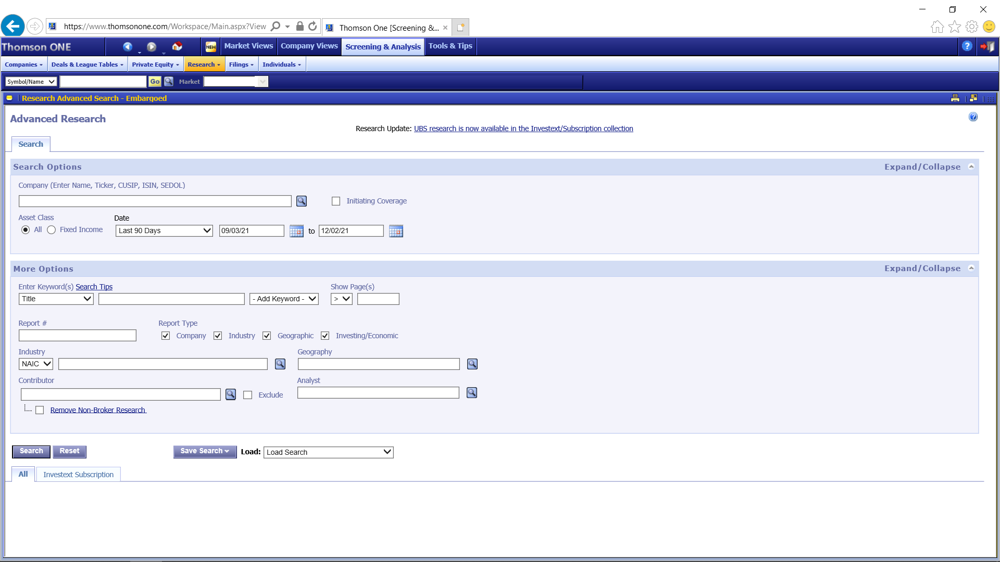 https://www.thomsonone.com/Workspace/Main.aspx?View
Thomson One [Screening &...
Thomson ONE
NEW
Market Views
Company Views
Screening & Analysis
Tools & Tips
Companies
Deals & League Tables
Private Equity
Research
Filings
Individuals
Symbol/Name
Go
Market
Research Advanced Search - Embargoed
Advanced Research
Research Update: UBS research is now available in the Investext/Subscription collection
Search
Search Options
Expand/Collapse
Company (Enter Name, Ticker, CUSIP, ISIN, SEDOL)
Initiating Coverage
Asset Class
Date
All
Fixed Income
Last 90 Days
09/03/21
to
12/02/21
More Options
Expand/Collapse
Enter Keyword(s) Search Tips
Show Page(s)
Title
- Add Keyword -
>
Report #
Report Type
Company
Industry
Geographic
Investing/Economic
Industry
Geography
NAIC
Contributor
Analyst
Exclude
Remove Non-Broker Research
Search
Reset
Save Search
Load:
Load Search
All
Investext Subscription